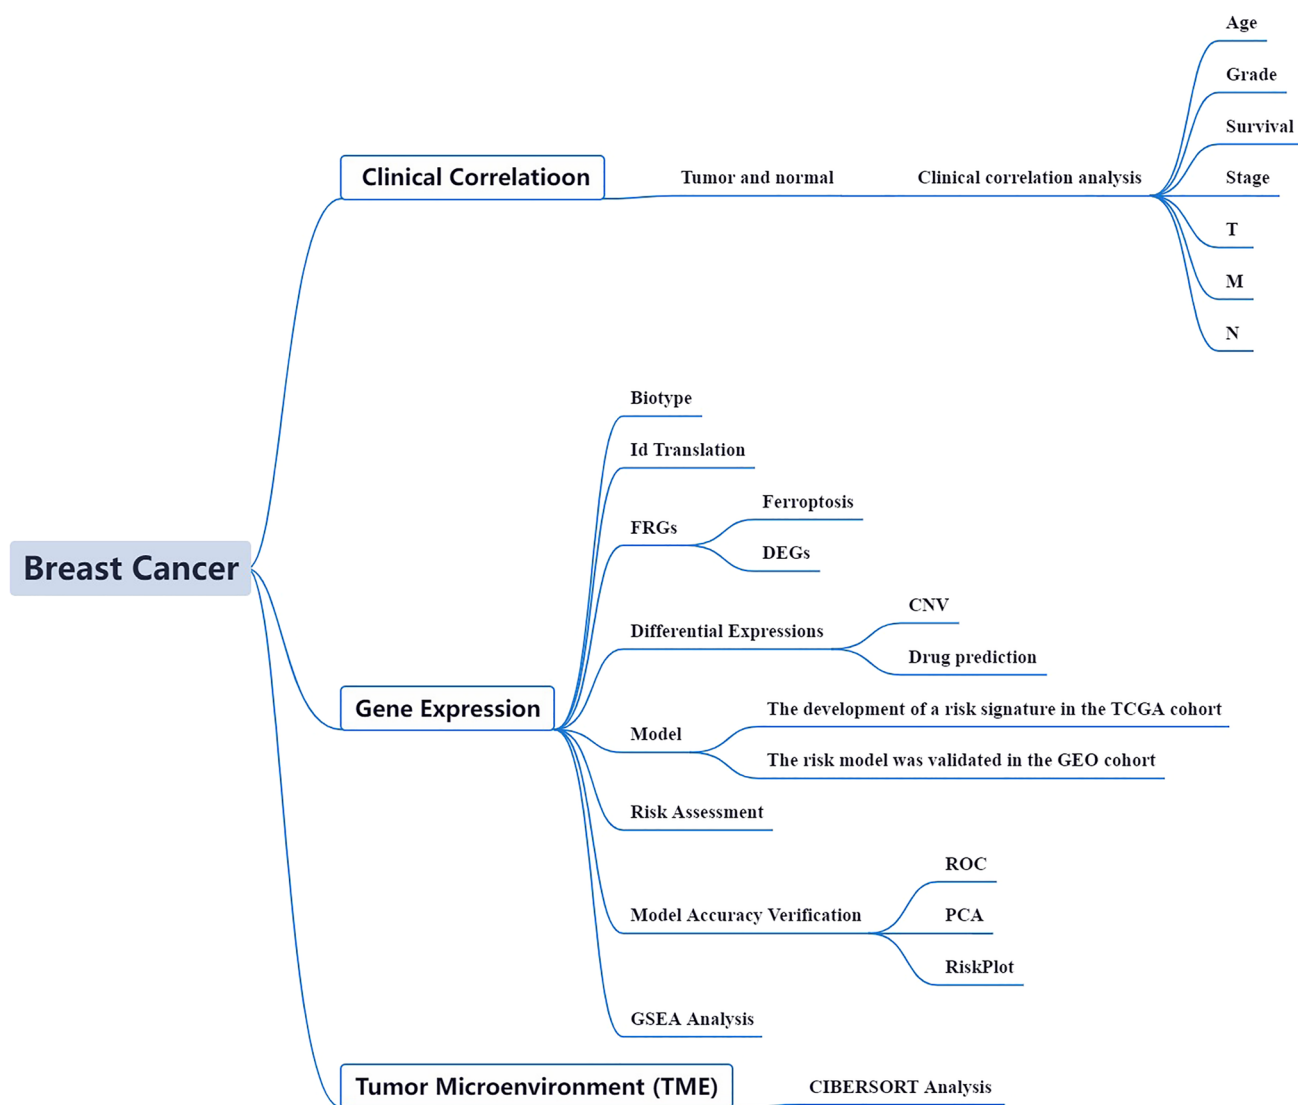 Age
Grade
Survival
Clinical Correlatioon
Tumor and normal
Clinical correlation analysis
Stage
T
M
N
Biotype
Id Translation
Ferroptosis
FRGs
DEGs
Breast Cancer
CNV
Differential Expressions
Drug prediction
Gene Expression
The development of a risk signature in the TCGA cohort
Model
The risk model was validated in the GEO cohort
Risk Assessment
ROC
Model Accuracy Verification
PCA
RiskPlot
GSEA Analysis
Tumor Microenvironment (TME)
CIBERSORT Analysis